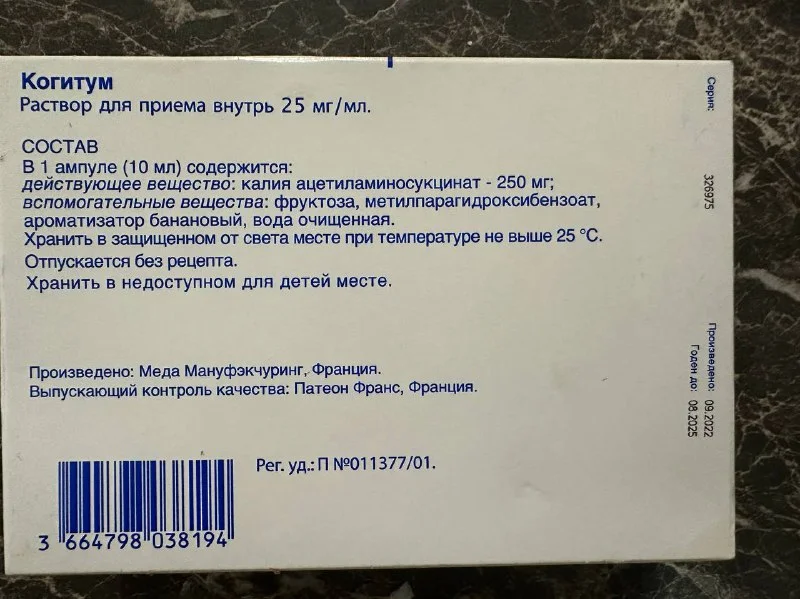 Когитум
Раствор для приема внутрь 25 мг/мл.
СОСТАВ
В 1 ампуле (10 мл) содержится:
действующее вещество: калия ацетиламиносукцинат - 250 мг;
вспомогательные вещества: фруктоза, метилпарагидроксибензоат,
ароматизатор банановый, вода очищенная.
Хранить в защищенном от света месте при температуре не выше 25 °C.
Отпускается без рецепта.
Хранить в недоступном для детей месте.
Произведено: Меда Мануфэкчуринг, Франция.
Выпускающий контроль качества: Патеон Франс, Франция.
Рег. уд.: П №011377/01.
3 664798 038194
Серия: 326975
Произведено: 09.2022
Годен до: 08.2025